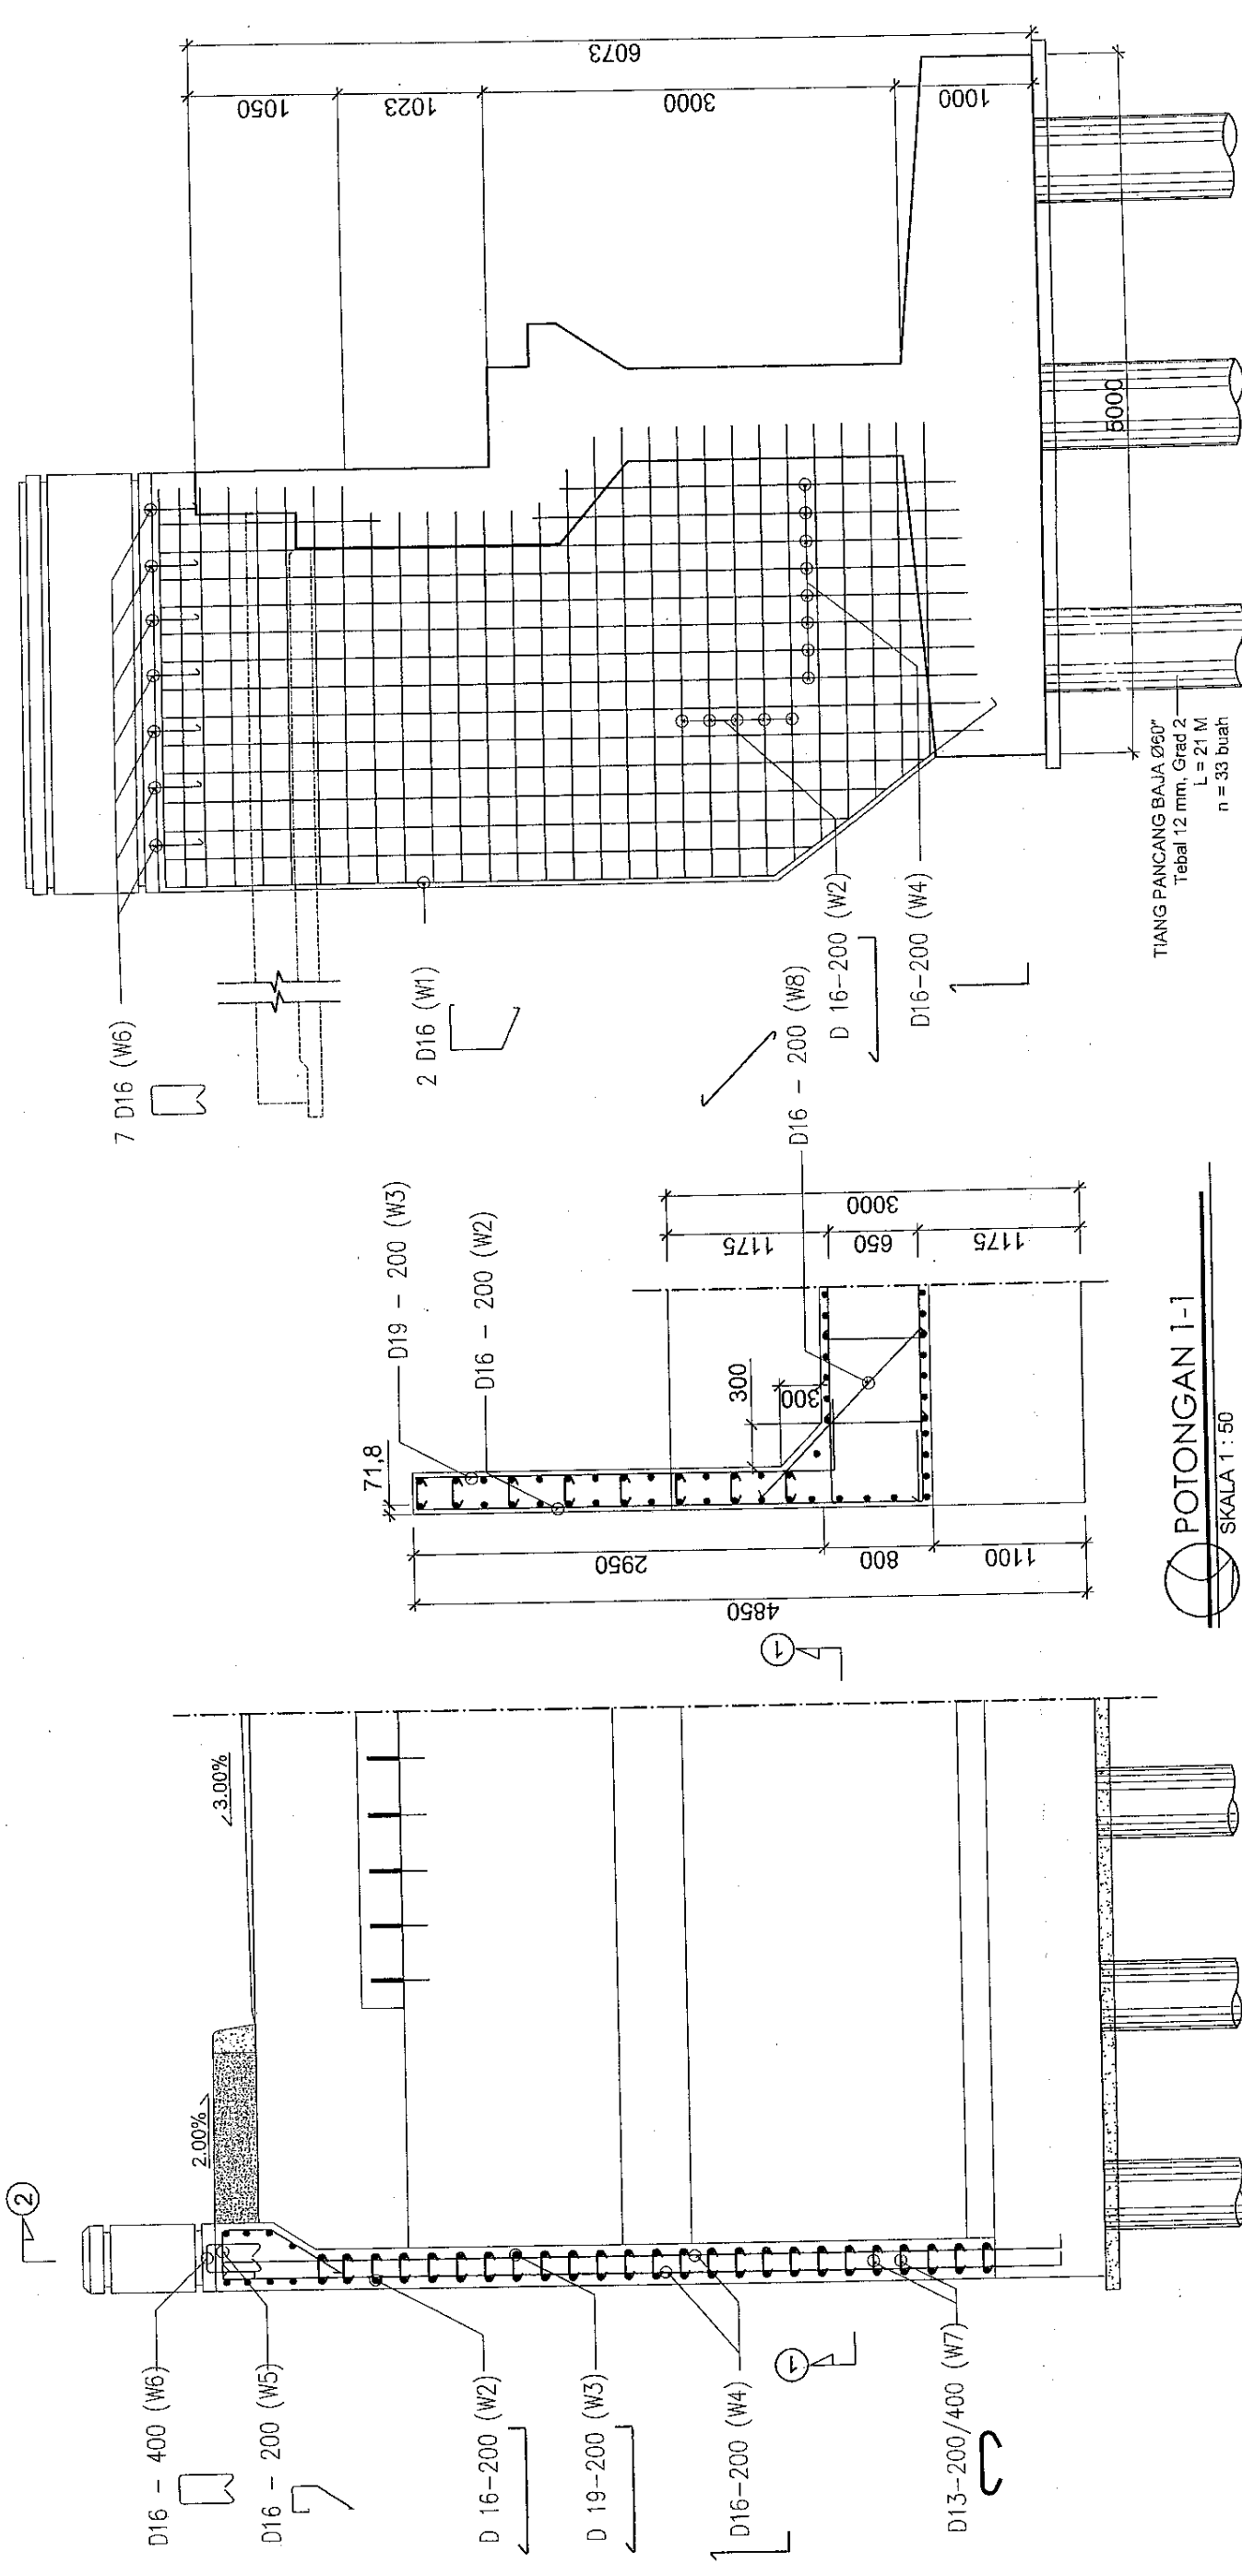 7 D16 (W6)
2 D16 (W1)
D16 - 200 (W8)
D 16-200 (W2)
D16-200 (W4)
1050
1023
3000
1000
6073
5000
TIANG PANCANG BAJA Ø60"
Tebal 12 mm, Grad 2
L = 21 M
n = 33 buah
D19 - 200 (W3)
D16 - 200 (W2)
71,8
300
300
1175
650
1175
3000
2950
800
1100
4850
POTONGAN 1-1
SKALA 1 : 50
2
1
1
3.00%
2.00%
D16 - 400 (W6)
D16 - 200 (W5)
D 16-200 (W2)
D 19-200 (W3)
D16-200 (W4)
D13-200/400 (W7)